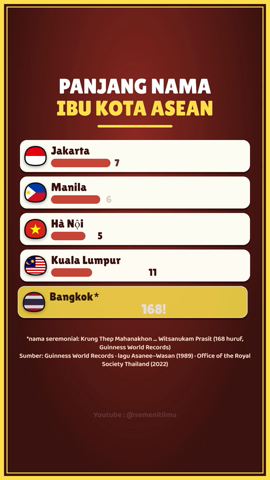 PANJANG NAMA
IBU KOTA ASEAN
Jakarta
7
Manila
6
Hà Nội
5
Kuala Lumpur
11
Bangkok*
168!
*nama seremonial: Krung Thep Mahanakhon ... Witsanukam Prasit (168 huruf,
Guinness World Records)
Sumber: Guinness World Records · lagu Asanee–Wasan (1989) · Office of the Royal
Society Thailand (2022)